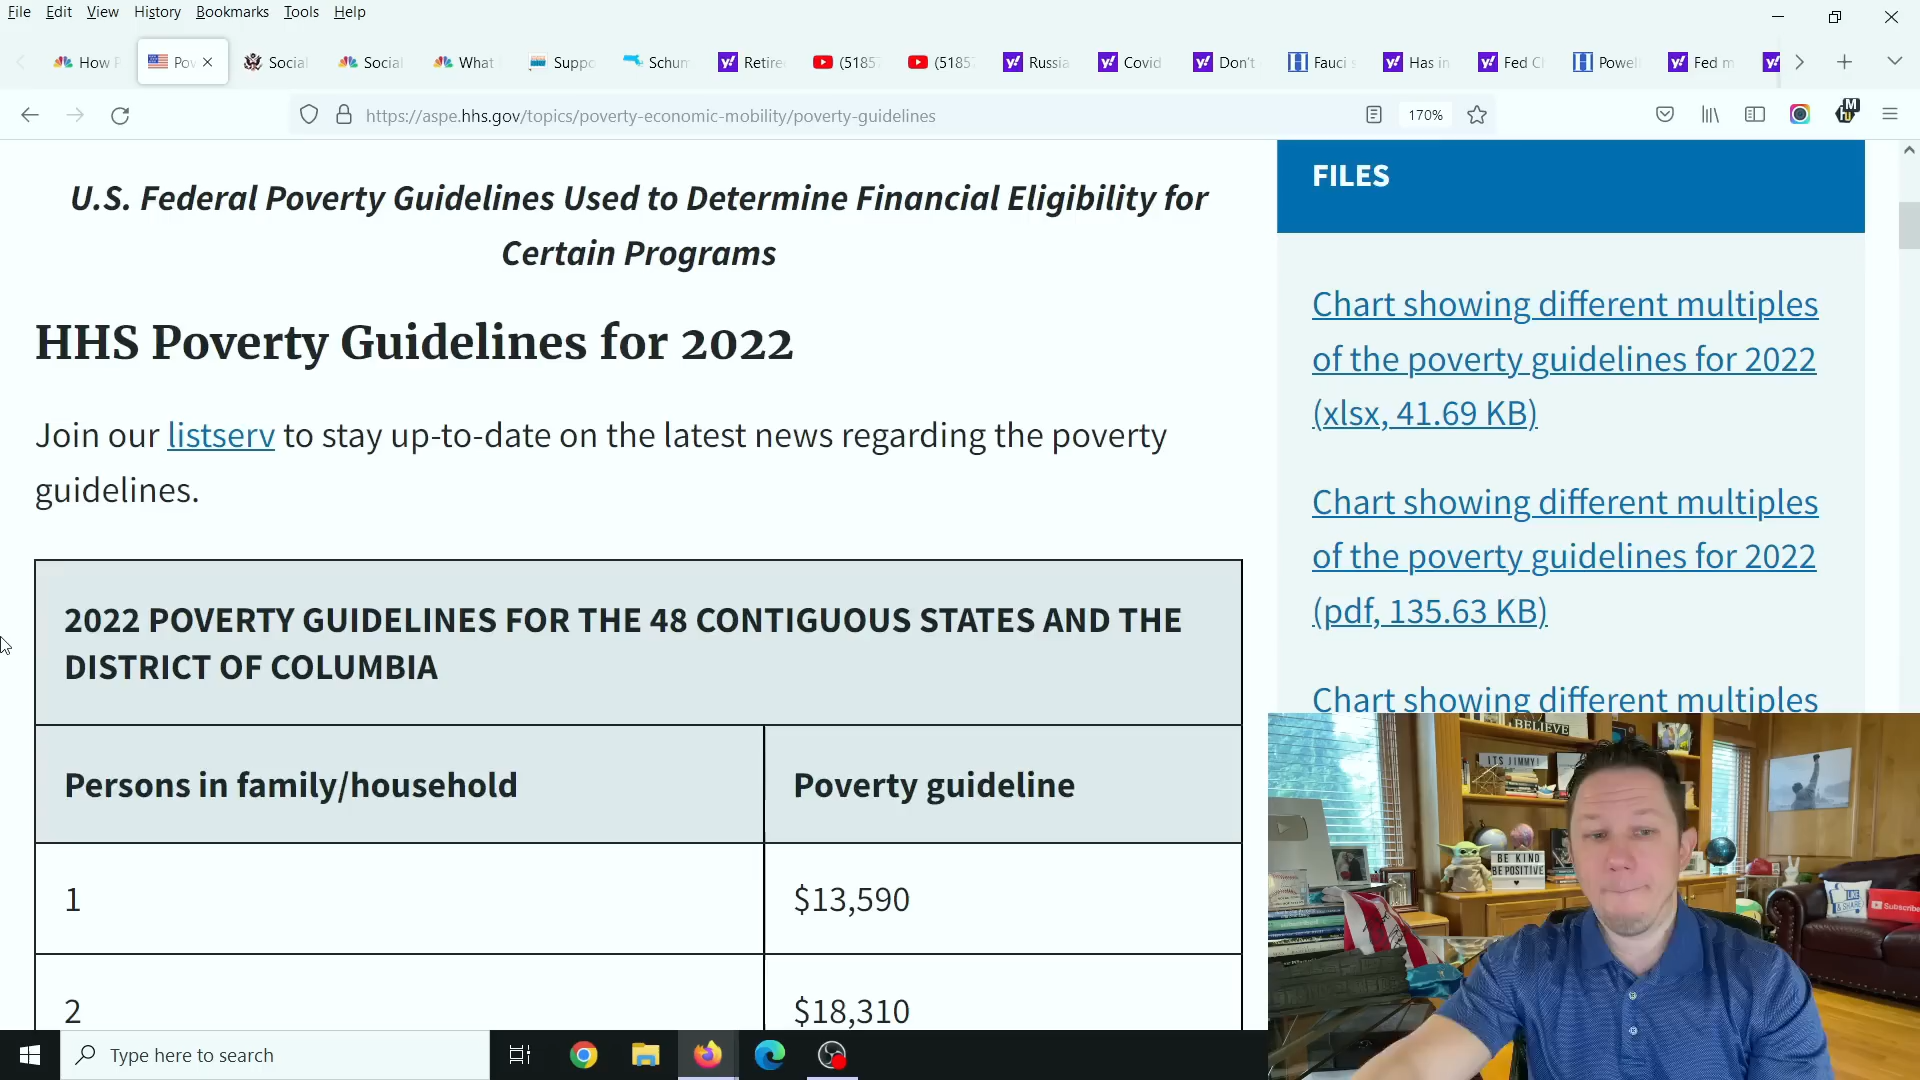 File Edit View History Bookmarks Tools Help
How Pov Social Social What Suppo Schum Retire (5185 (5185 Russia Covid Don't Fauci s Has in Fed Ch Powell Fed m
https://aspe.hhs.gov/topics/poverty-economic-mobility/poverty-guidelines 170% M
U.S. Federal Poverty Guidelines Used to Determine Financial Eligibility for
Certain Programs
HHS Poverty Guidelines for 2022
Join our listserv to stay up-to-date on the latest news regarding the poverty
guidelines.
2022 POVERTY GUIDELINES FOR THE 48 CONTIGUOUS STATES AND THE
DISTRICT OF COLUMBIA
Persons in family/household Poverty guideline
1 $13,590
2 $18,310
FILES
Chart showing different multiples
of the poverty guidelines for 2022
(xlsx, 41.69 KB)
Chart showing different multiples
of the poverty guidelines for 2022
(pdf, 135.63 KB)
Chart showing different multiples
BELIEVE
ITS JIMMY!
BE KIND
BE POSITIVE
LIKE
& SHARE
Subscribe
Type here to search